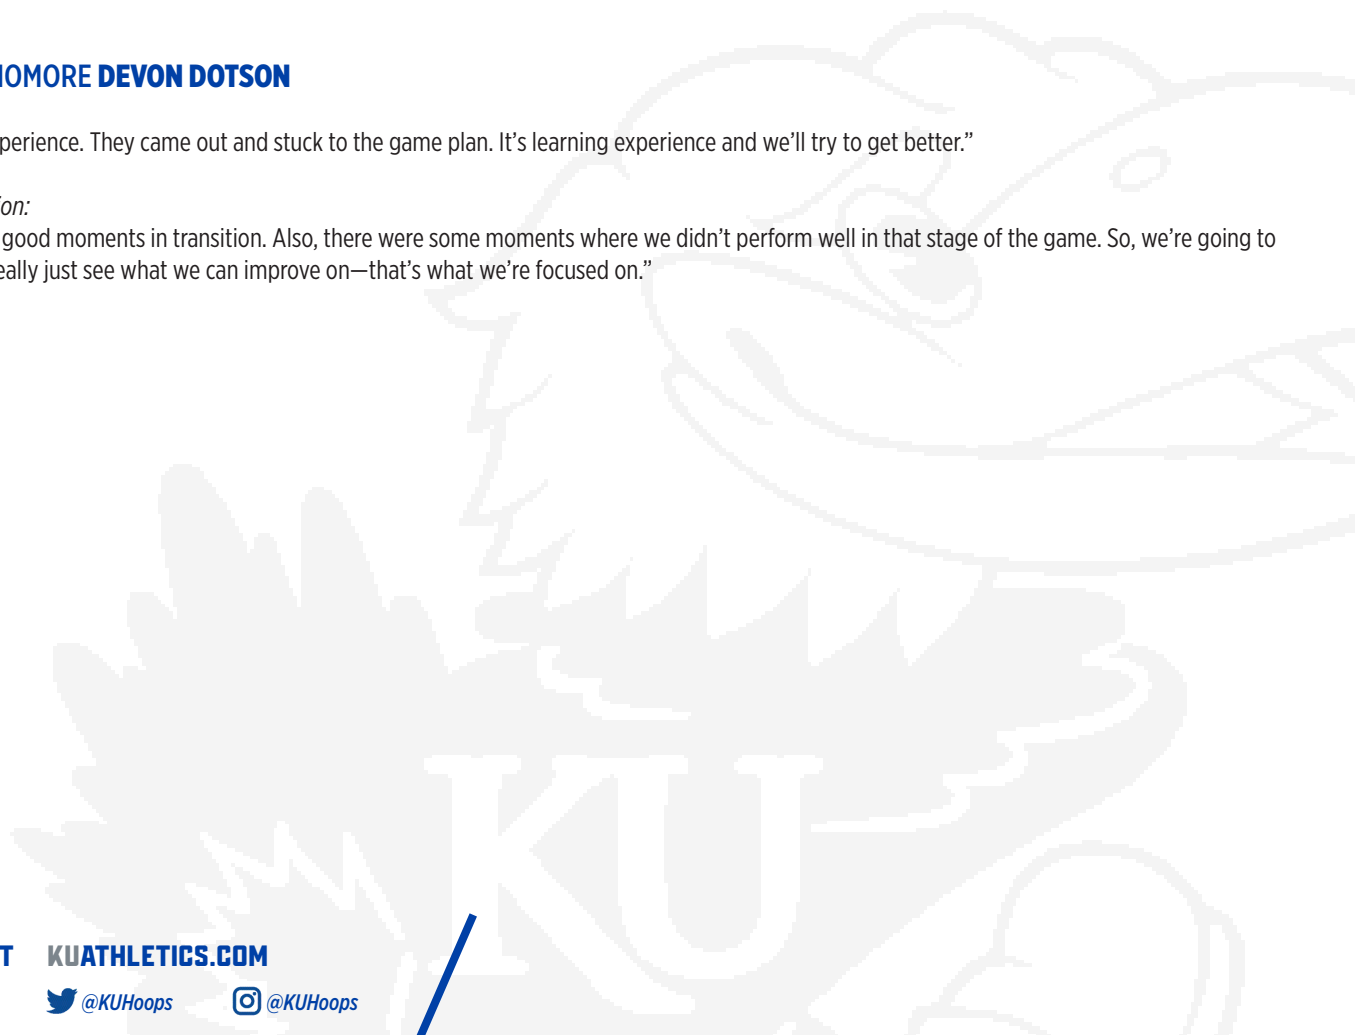 HOMORE DEVON DOTSON
perience. They came out and stuck to the game plan. It’s learning experience and we’ll try to get better.”
ion:
good moments in transition. Also, there were some moments where we didn’t perform well in that stage of the game. So, we’re going to
eally just see what we can improve on—that’s what we’re focused on.”
KU
T KUATHLETICS.COM
@KUHoops @KUHoops